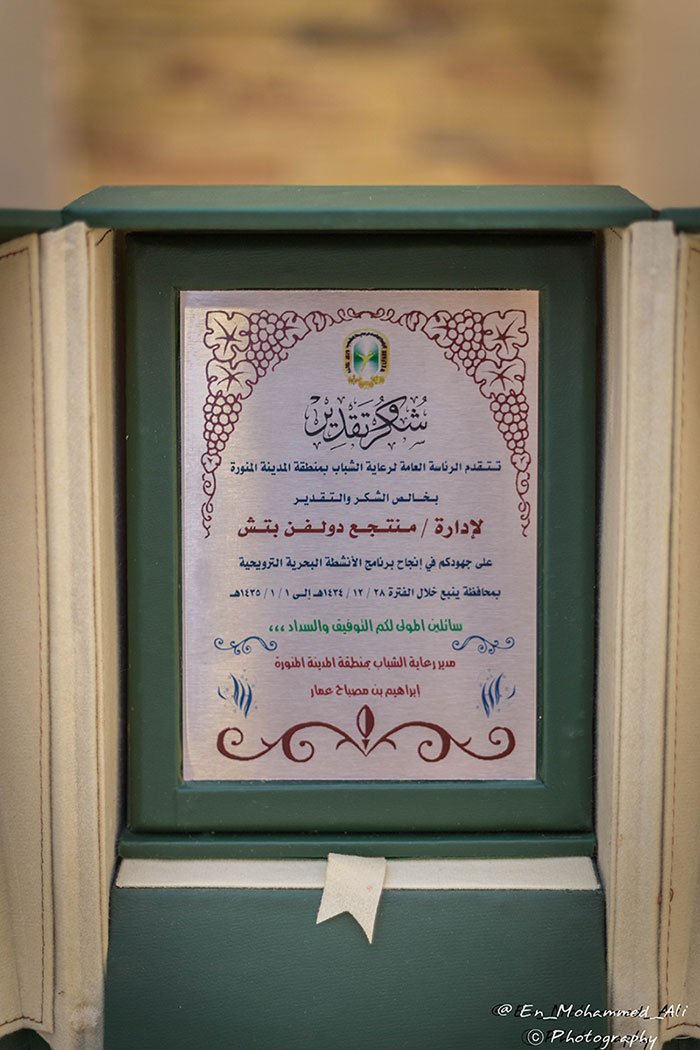 شكر وتقدير
تتقدم الرئاسة العامة لرعاية الشباب بمنطقة المدينة المنورة
بخالص الشكر والتقدير
لإدارة / منتجع دولفن بتش
على جهودكم في إنجاح برنامج الأنشطة البحرية الترويحية
بمحافظة ينبع خلال الفترة ٢٨ / ١٢ / ١٤٣٤هـ إلى ١ / ١ / ١٤٣٥هـ
سائلين المولى لكم التوفيق والسداد ،،،
مدير رعاية الشباب بمنطقة المدينة المنورة
إبراهيم بن مصباح عمار
@ En_Mohammed_Ali
© Photography